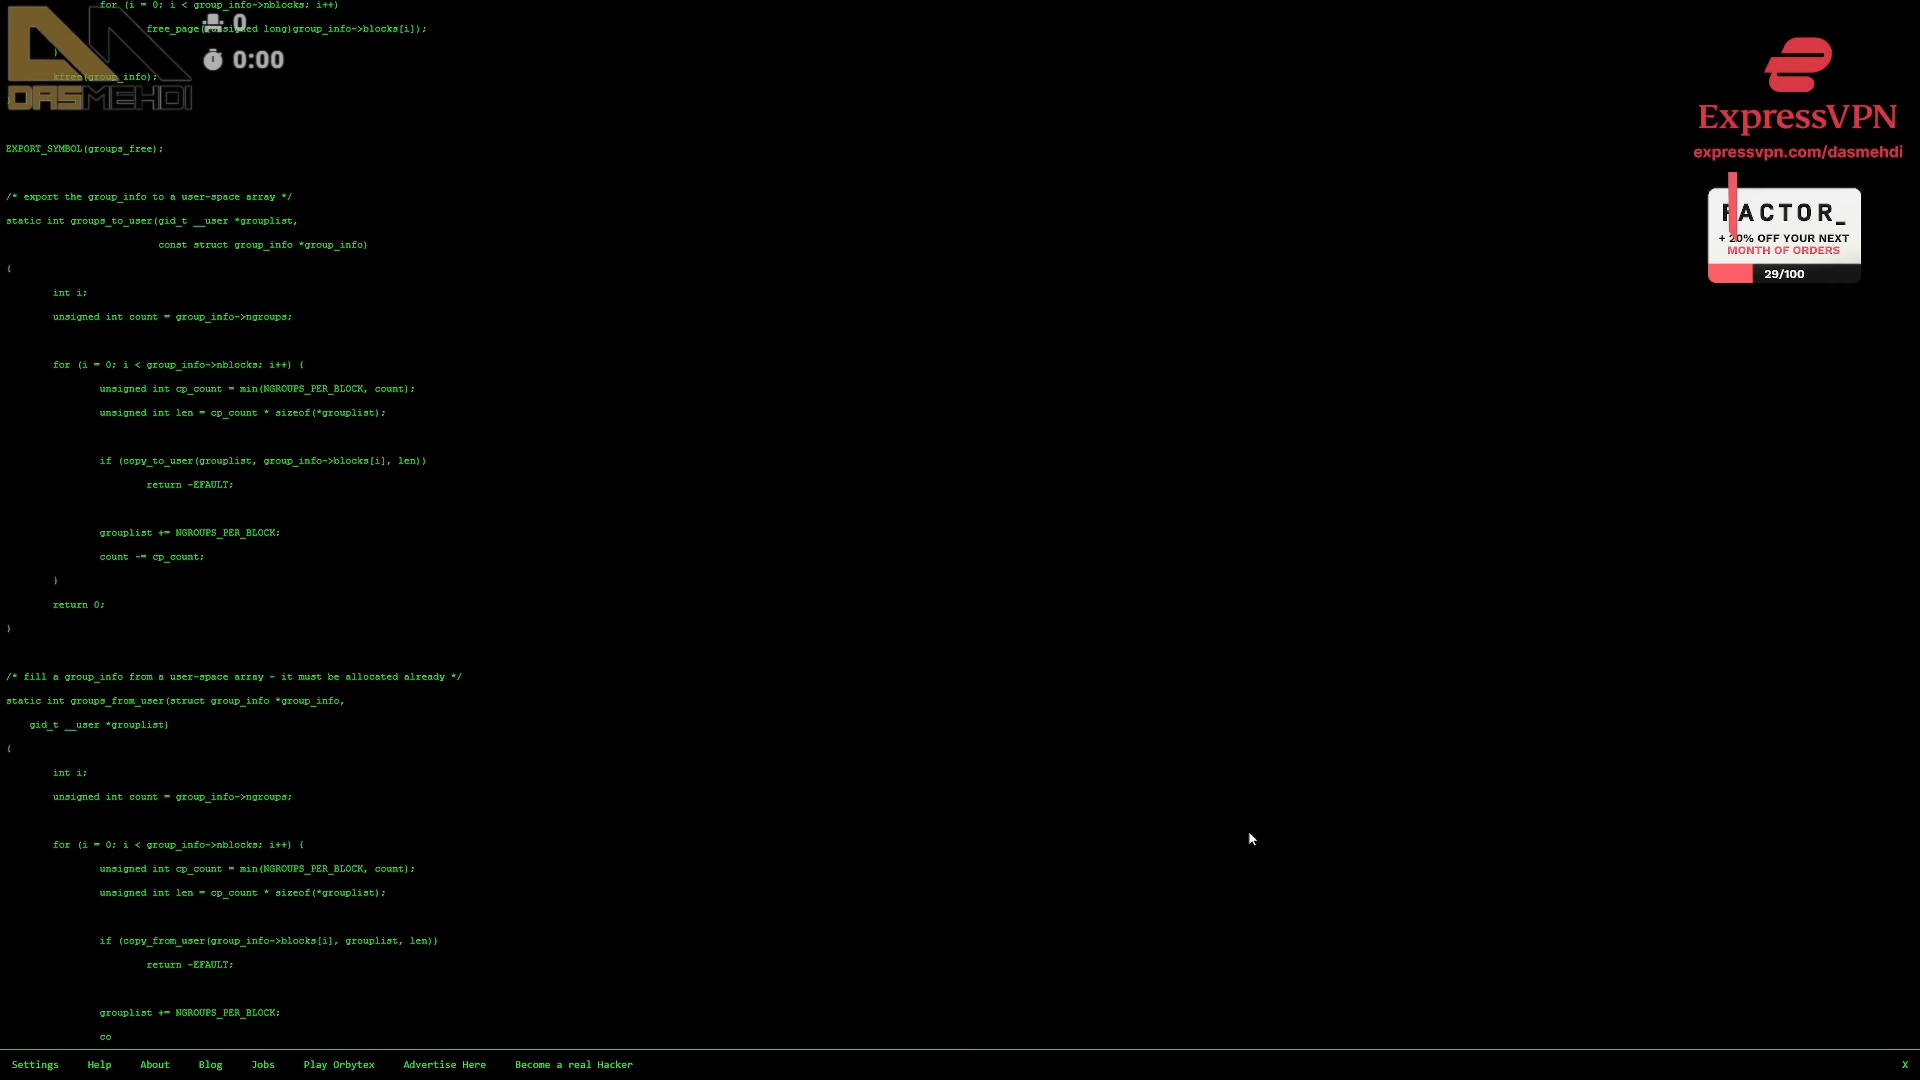 for (i = 0; i < group_info->nblocks; i++)
0
free_page((unsigned long)group_info->blocks[i]);
0:00
}
kfree(group_info);
DASMEHDI
}
EXPORT_SYMBOL(groups_free);
/* export the group_info to a user-space array */
static int groups_to_user(gid_t __user *grouplist,
const struct group_info *group_info)
{
int i;
unsigned int count = group_info->ngroups;
for (i = 0; i < group_info->nblocks; i++) {
unsigned int cp_count = min(NGROUPS_PER_BLOCK, count);
unsigned int len = cp_count * sizeof(*grouplist);
if (copy_to_user(grouplist, group_info->blocks[i], len))
return -EFAULT;
grouplist += NGROUPS_PER_BLOCK;
count -= cp_count;
}
return 0;
}
/* fill a group_info from a user-space array - it must be allocated already */
static int groups_from_user(struct group_info *group_info,
gid_t __user *grouplist)
{
int i;
unsigned int count = group_info->ngroups;
for (i = 0; i < group_info->nblocks; i++) {
unsigned int cp_count = min(NGROUPS_PER_BLOCK, count);
unsigned int len = cp_count * sizeof(*grouplist);
if (copy_from_user(group_info->blocks[i], grouplist, len))
return -EFAULT;
grouplist += NGROUPS_PER_BLOCK;
co
ExpressVPN
expressvpn.com/dasmehdi
FACTOR_
+ 20% OFF YOUR NEXT
MONTH OF ORDERS
29/100
Settings Help About Blog Jobs Play Orbytex Advertise Here Become a real Hacker X